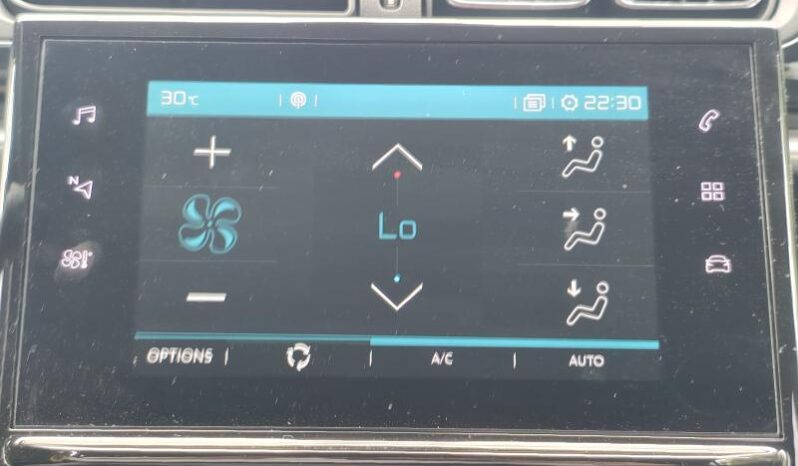 30°C 22:30
N
Lo
OPTIONS A/C AUTO